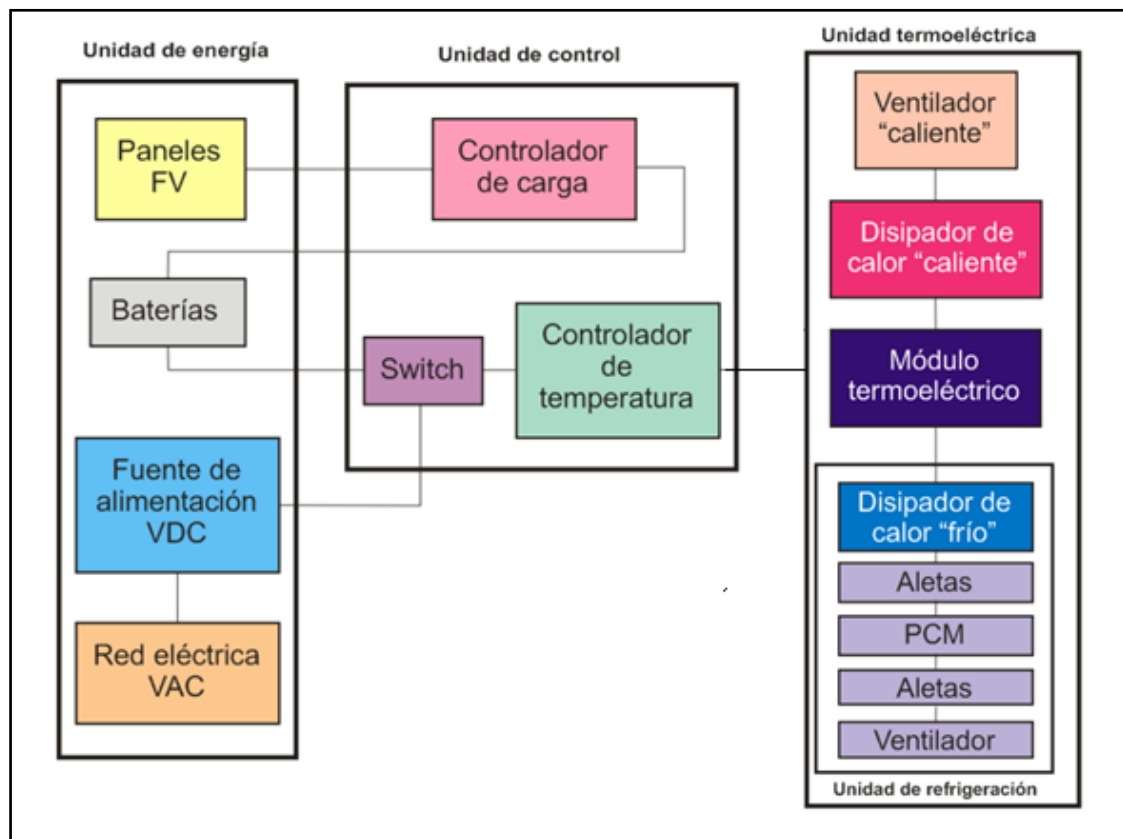 Unidad de energía
Paneles
FV
Baterías
Fuente de
alimentación
VDC
Red eléctrica
VAC
Unidad de control
Controlador
de carga
Switch
Controlador
de
temperatura
Unidad termoeléctrica
Ventilador
“caliente”
Disipador de
calor “caliente”
Módulo
termoeléctrico
Disipador de
calor “frío”
Aletas
PCM
Aletas
Ventilador
Unidad de refrigeración